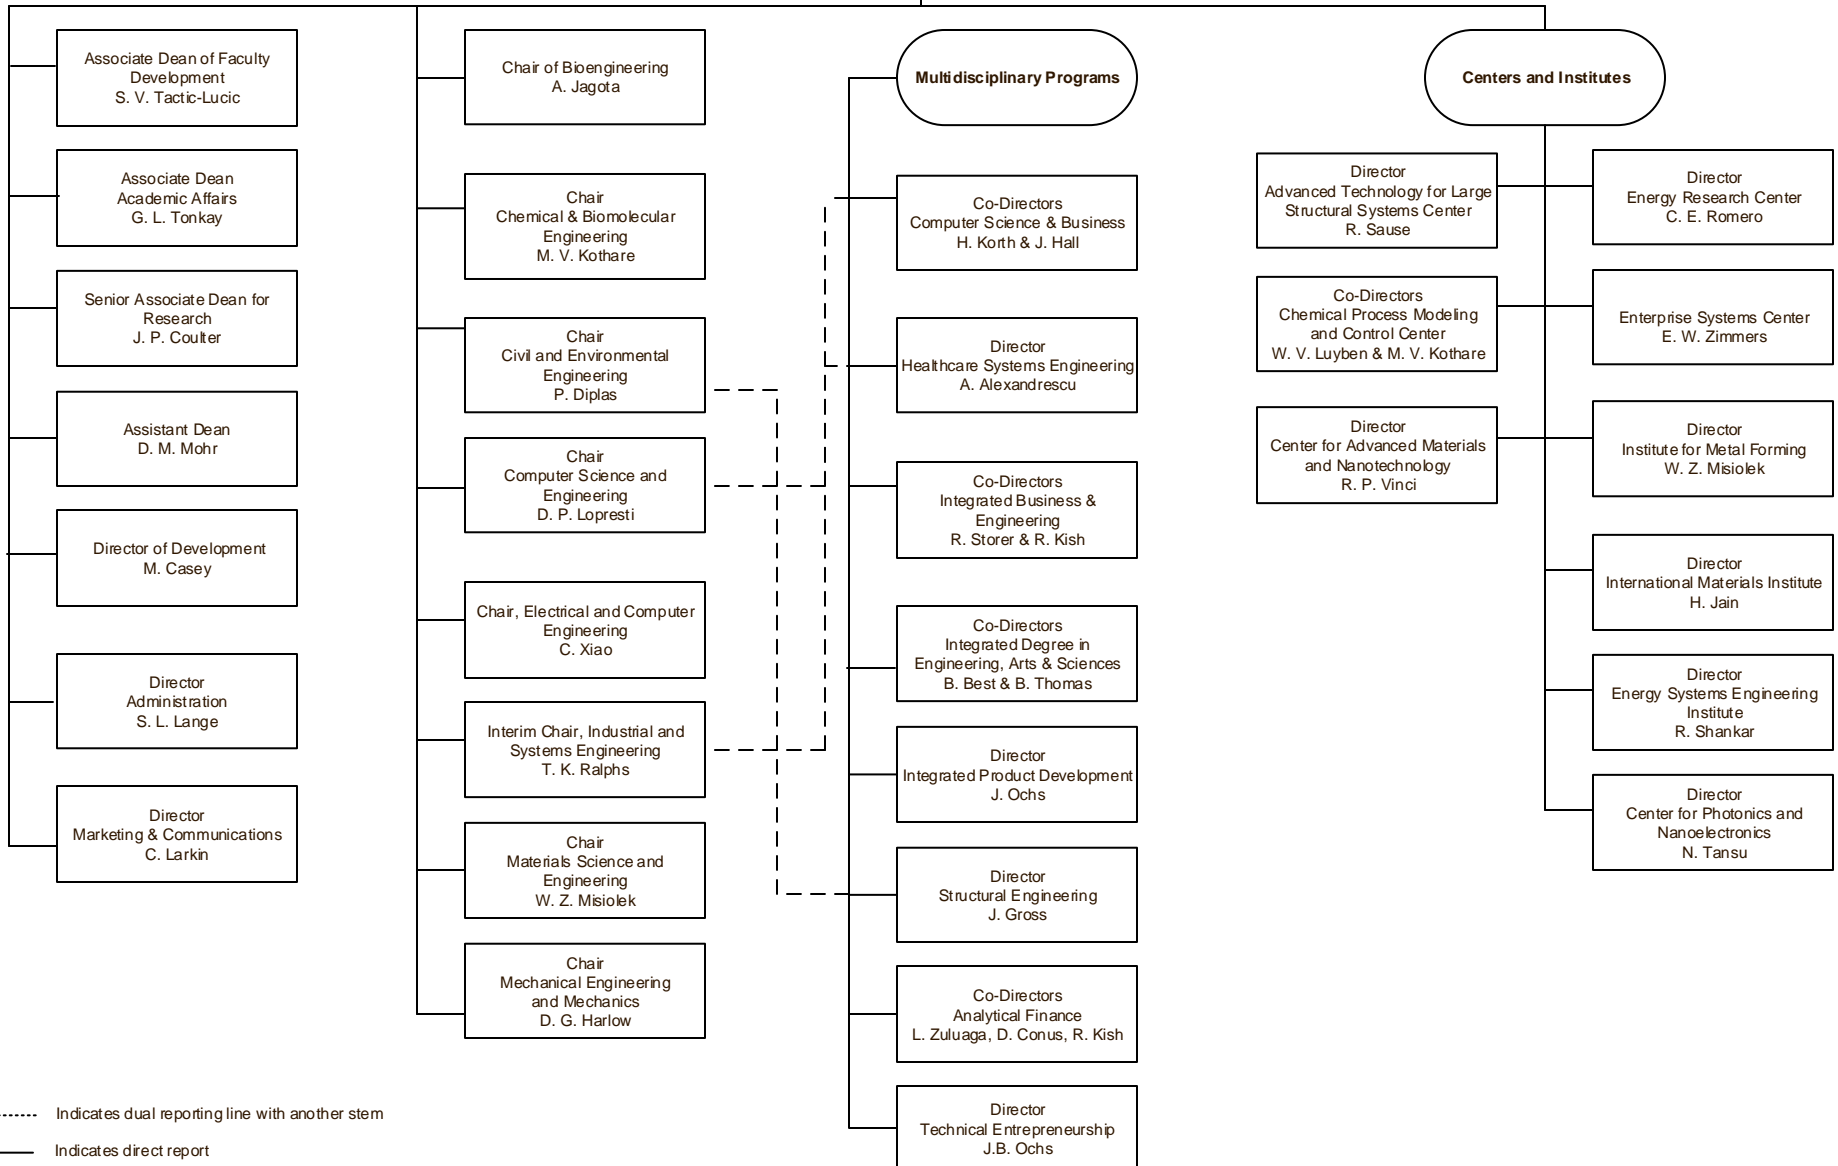 Associate Dean of Faculty
Development
S. V. Tactic-Lucic
Associate Dean
Academic Affairs
G. L. Tonkay
Senior Associate Dean for
Research
J. P. Coulter
Assistant Dean
D. M. Mohr
Director of Development
M. Casey
Director
Administration
S. L. Lange
Director
Marketing & Communications
C. Larkin
Chair of Bioengineering
A. Jagota
Chair
Chemical & Biomolecular
Engineering
M. V. Kothare
Chair
Civil and Environmental
Engineering
P. Diplas
Chair
Computer Science and
Engineering
D. P. Lopresti
Chair, Electrical and Computer
Engineering
C. Xiao
Interim Chair, Industrial and
Systems Engineering
T. K. Ralphs
Chair
Materials Science and
Engineering
W. Z. Misiolek
Chair
Mechanical Engineering
and Mechanics
D. G. Harlow
Multidisciplinary Programs
Co-Directors
Computer Science & Business
H. Korth & J. Hall
Director
Healthcare Systems Engineering
A. Alexandrescu
Co-Directors
Integrated Business &
Engineering
R. Storer & R. Kish
Co-Directors
Integrated Degree in
Engineering, Arts & Sciences
B. Best & B. Thomas
Director
Integrated Product Development
J. Ochs
Director
Structural Engineering
J. Gross
Co-Directors
Analytical Finance
L. Zuluaga, D. Conus, R. Kish
Director
Technical Entrepreneurship
J.B. Ochs
Centers and Institutes
Director
Advanced Technology for Large
Structural Systems Center
R. Sause
Co-Directors
Chemical Process Modeling
and Control Center
W. V. Luyben & M. V. Kothare
Director
Center for Advanced Materials
and Nanotechnology
R. P. Vinci
Director
Energy Research Center
C. E. Romero
Enterprise Systems Center
E. W. Zimmers
Director
Institute for Metal Forming
W. Z. Misiolek
Director
International Materials Institute
H. Jain
Director
Energy Systems Engineering
Institute
R. Shankar
Director
Center for Photonics and
Nanoelectronics
N. Tansu
Indicates dual reporting line with another stem
Indicates direct report